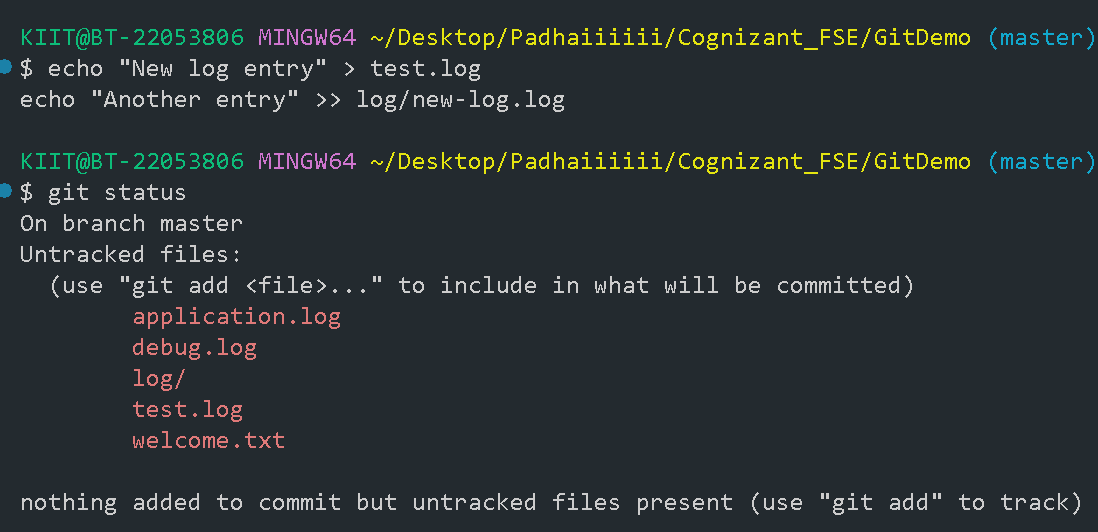 KIIT@BT-22053806 MINGW64 ~/Desktop/Padhaiiiiii/Cognizant_FSE/GitDemo (master)
$ echo "New log entry" > test.log
echo "Another entry" >> log/new-log.log
KIIT@BT-22053806 MINGW64 ~/Desktop/Padhaiiiiii/Cognizant_FSE/GitDemo (master)
$ git status
On branch master
Untracked files:
  (use "git add <file>..." to include in what will be committed)
        application.log
        debug.log
        log/
        test.log
        welcome.txt
nothing added to commit but untracked files present (use "git add" to track)